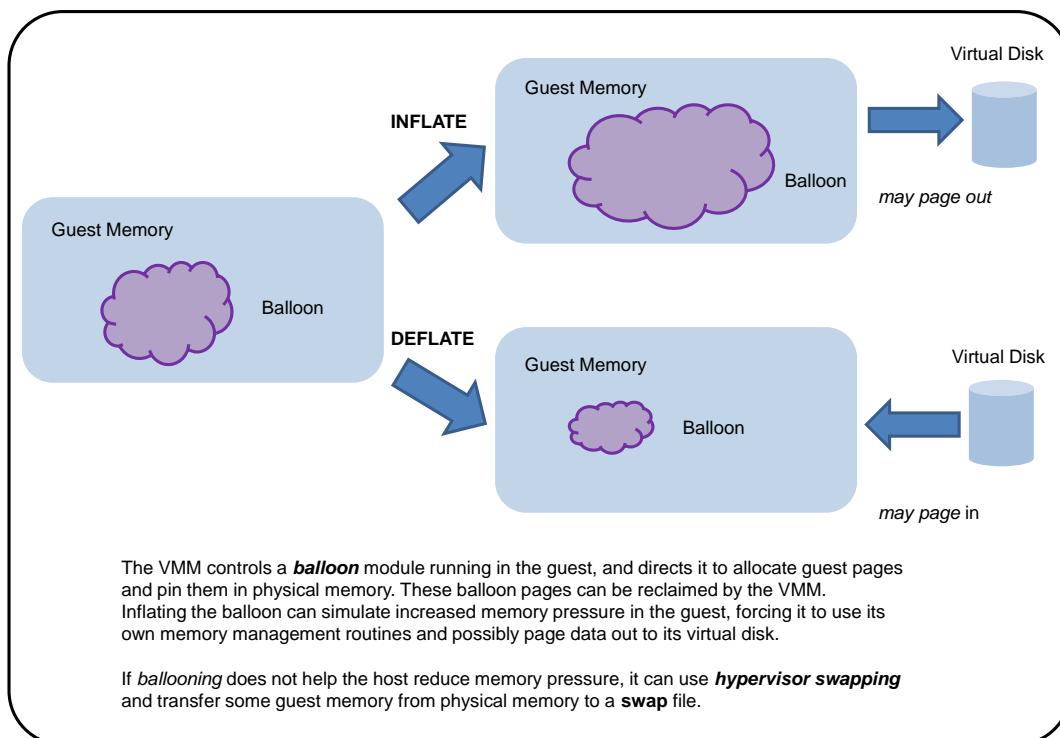 Virtual Disk
Guest Memory
INFLATE
Balloon
may page out
Guest Memory
Balloon
DEFLATE
Virtual Disk
Guest Memory
Balloon
may page in
The VMM controls a balloon module running in the guest, and directs it to allocate guest pages
and pin them in physical memory. These balloon pages can be reclaimed by the VMM.
Inflating the balloon can simulate increased memory pressure in the guest, forcing it to use its
own memory management routines and possibly page data out to its virtual disk.
If ballooning does not help the host reduce memory pressure, it can use hypervisor swapping
and transfer some guest memory from physical memory to a swap file.